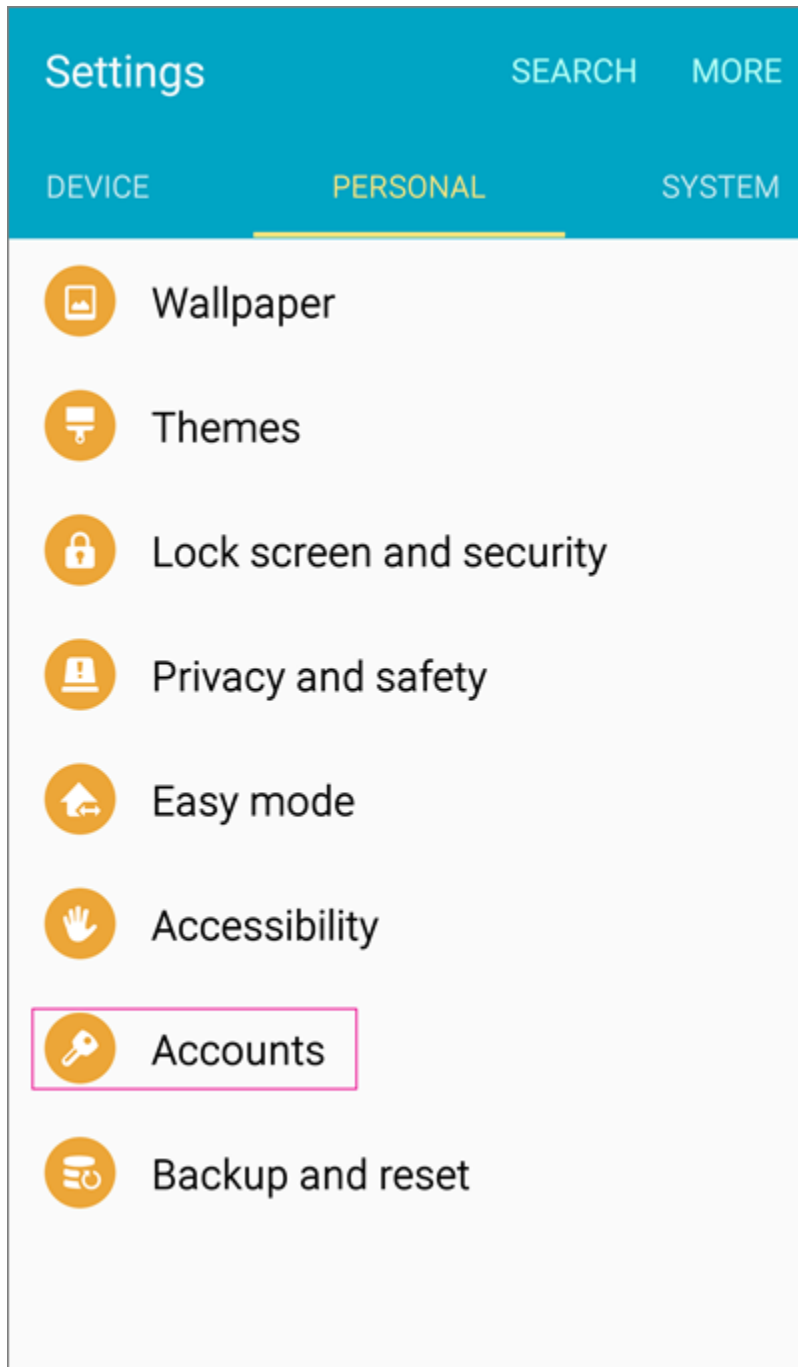 Settings SEARCH MORE
DEVICE PERSONAL SYSTEM
Wallpaper
Themes
Lock screen and security
Privacy and safety
Easy mode
Accessibility
Accounts
Backup and reset